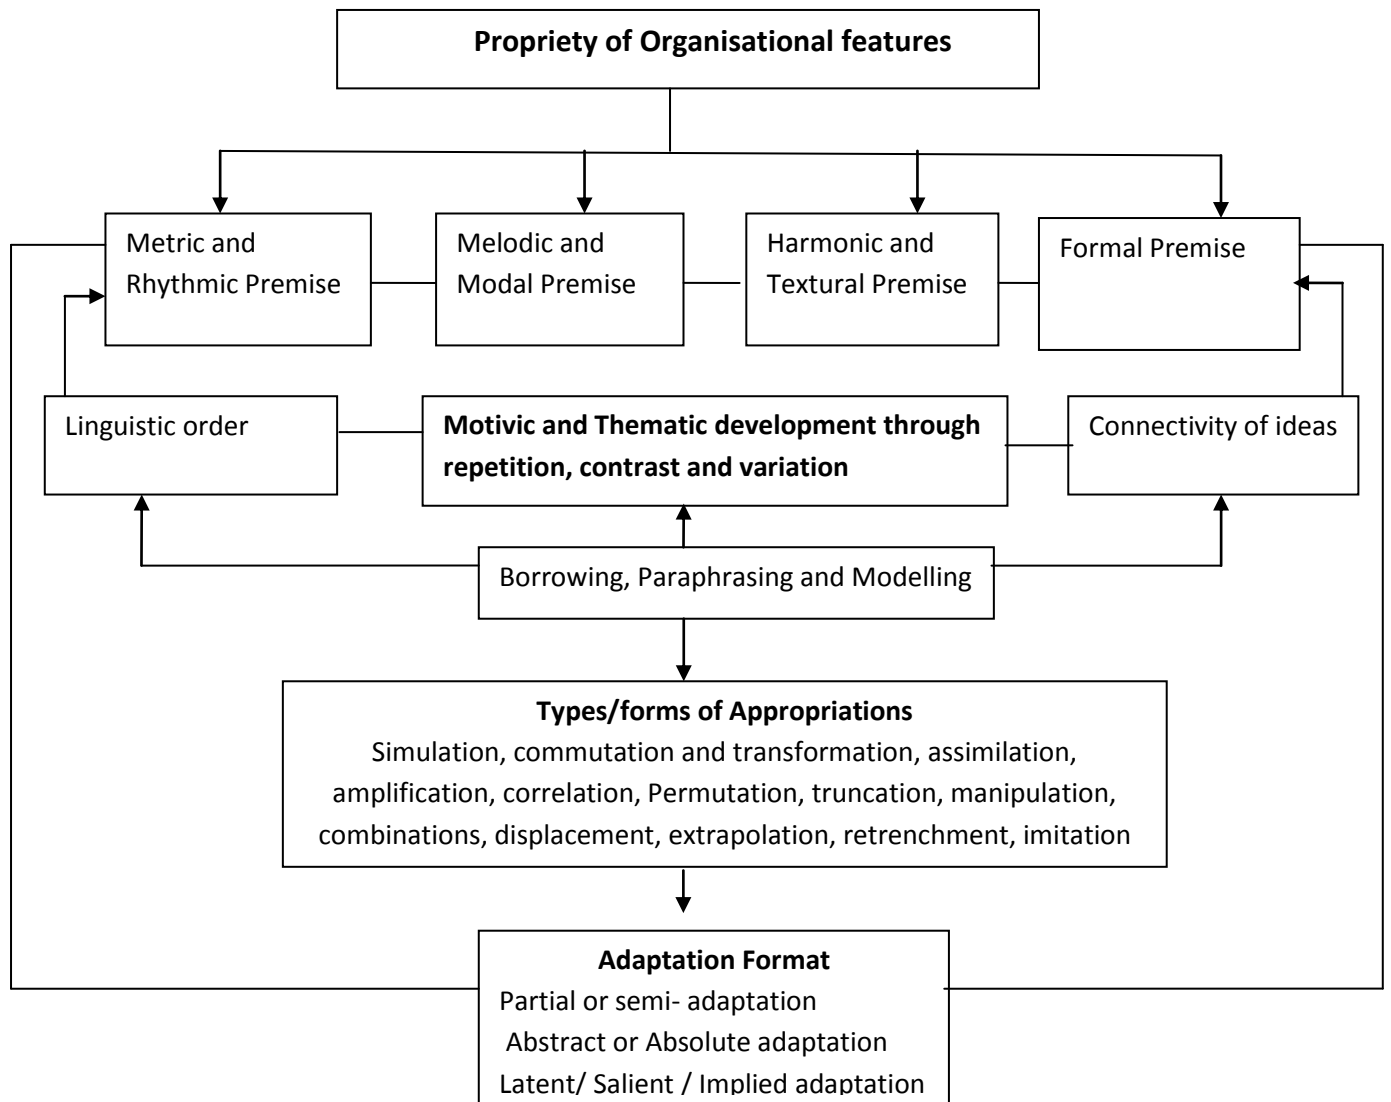 Propriety of Organisational features
Metric and
Rhythmic Premise
Melodic and
Modal Premise
Harmonic and
Textural Premise
Formal Premise
Linguistic order
Motivic and Thematic development through
repetition, contrast and variation
Connectivity of ideas
Borrowing, Paraphrasing and Modelling
Types/forms of Appropriations
Simulation, commutation and transformation, assimilation,
amplification, correlation, Permutation, truncation, manipulation,
combinations, displacement, extrapolation, retrenchment, imitation
Adaptation Format
Partial or semi- adaptation
Abstract or Absolute adaptation
Latent/ Salient / Implied adaptation